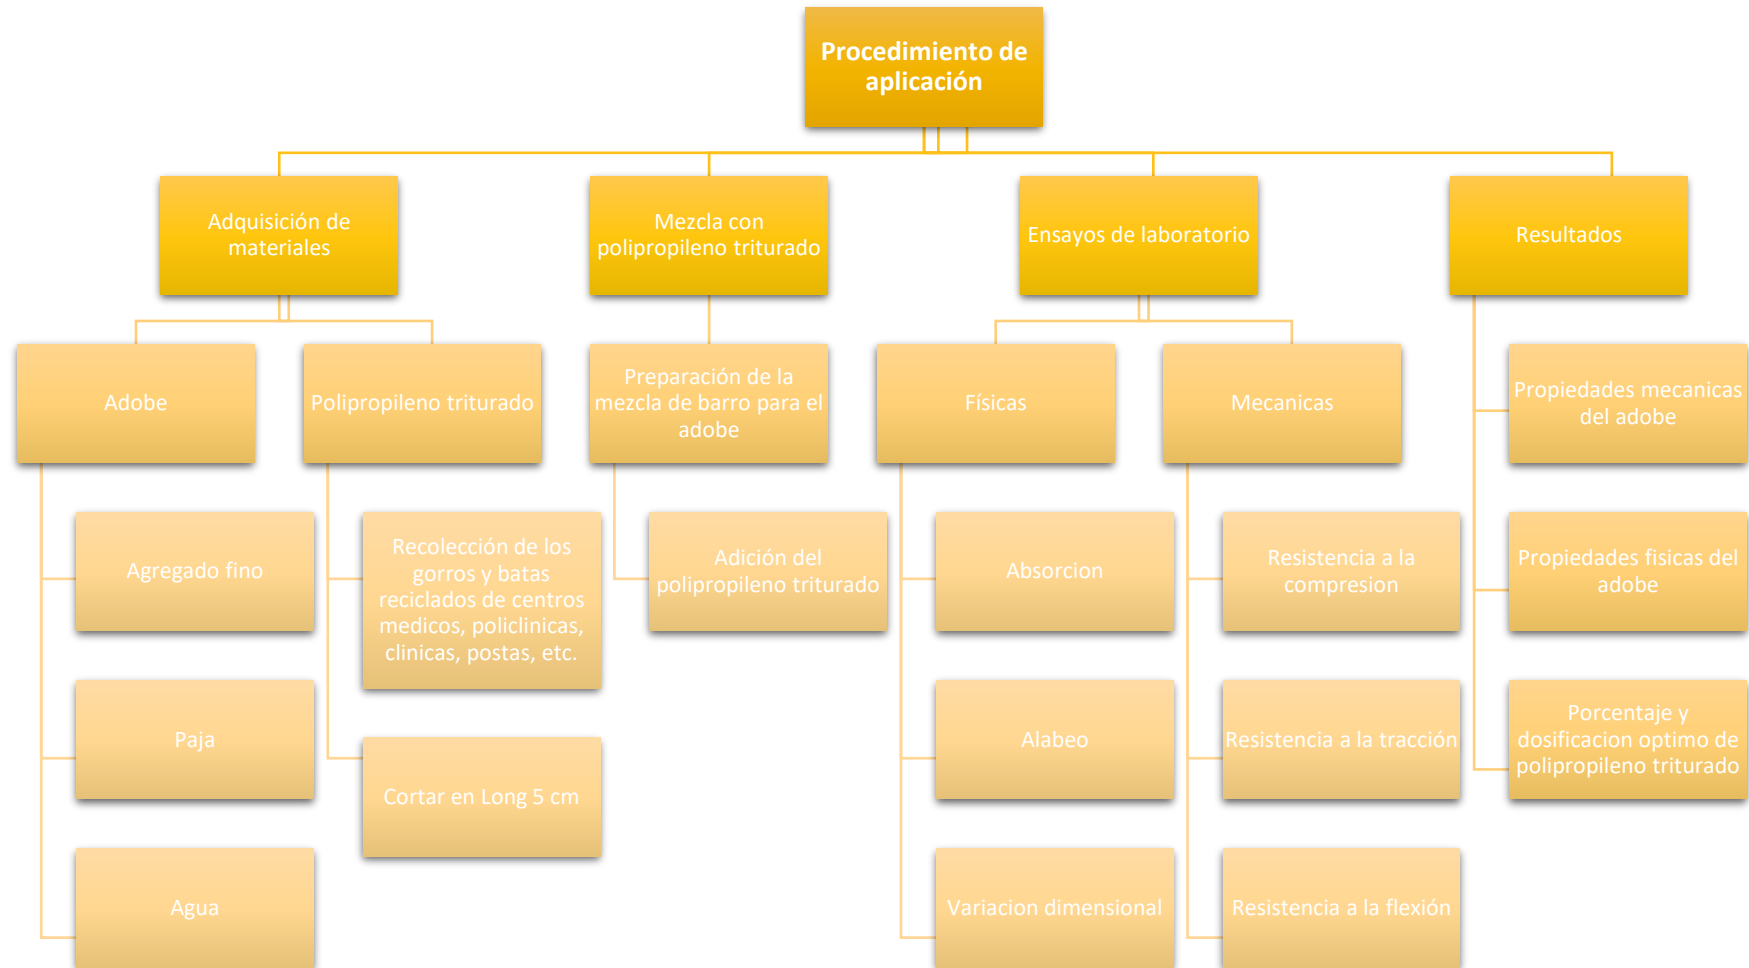 Procedimiento de
aplicación
Adquisición de
materiales
Mezcla con
polipropileno triturado
Ensayos de laboratorio
Resultados
Adobe
Polipropileno triturado
Preparación de la
mezcla de barro para el
adobe
Físicas
Mecanicas
Propiedades mecanicas
del adobe
Agregado fino
Recolección de los
gorros y batas
reciclados de centros
medicos, policlinicas,
clinicas, postas, etc.
Adición del
polipropileno triturado
Absorcion
Resistencia a la
compresion
Propiedades fisicas del
adobe
Paja
Cortar en Long 5 cm
Alabeo
Resistencia a la tracción
Porcentaje y
dosificacion optimo de
polipropileno triturado
Agua
Variacion dimensional
Resistencia a la flexión